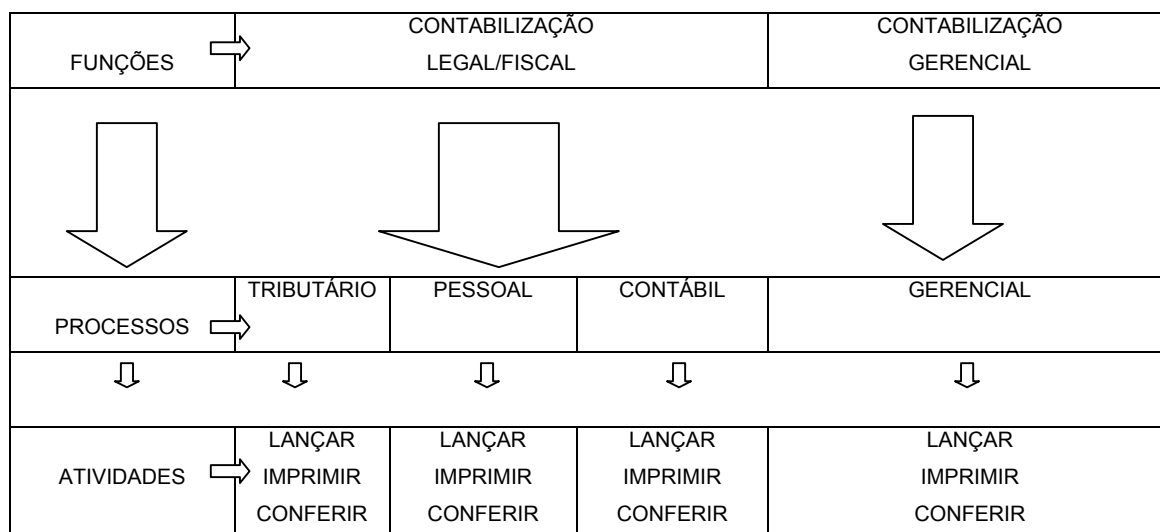 CONTABILIZAÇÃO
LEGAL/FISCAL
CONTABILIZAÇÃO
GERENCIAL
FUNÇÕES
TRIBUTÁRIO
PESSOAL
CONTÁBIL
GERENCIAL
PROCESSOS
ATIVIDADES
LANÇAR
IMPRIMIR
CONFERIR
LANÇAR
IMPRIMIR
CONFERIR
LANÇAR
IMPRIMIR
CONFERIR
LANÇAR
IMPRIMIR
CONFERIR